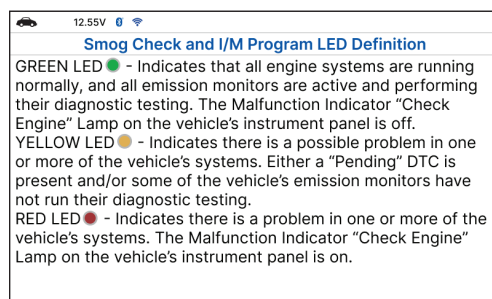 12.55V
Smog Check and I/M Program LED Definition
GREEN LED - Indicates that all engine systems are running
normally, and all emission monitors are active and performing
their diagnostic testing. The Malfunction Indicator “Check
Engine” Lamp on the vehicle’s instrument panel is off.
YELLOW LED - Indicates there is a possible problem in one
or more of the vehicle’s systems. Either a “Pending” DTC is
present and/or some of the vehicle’s emission monitors have
not run their diagnostic testing.
RED LED - Indicates there is a problem in one or more of the
vehicle’s systems. The Malfunction Indicator “Check Engine”
Lamp on the vehicle’s instrument panel is on.